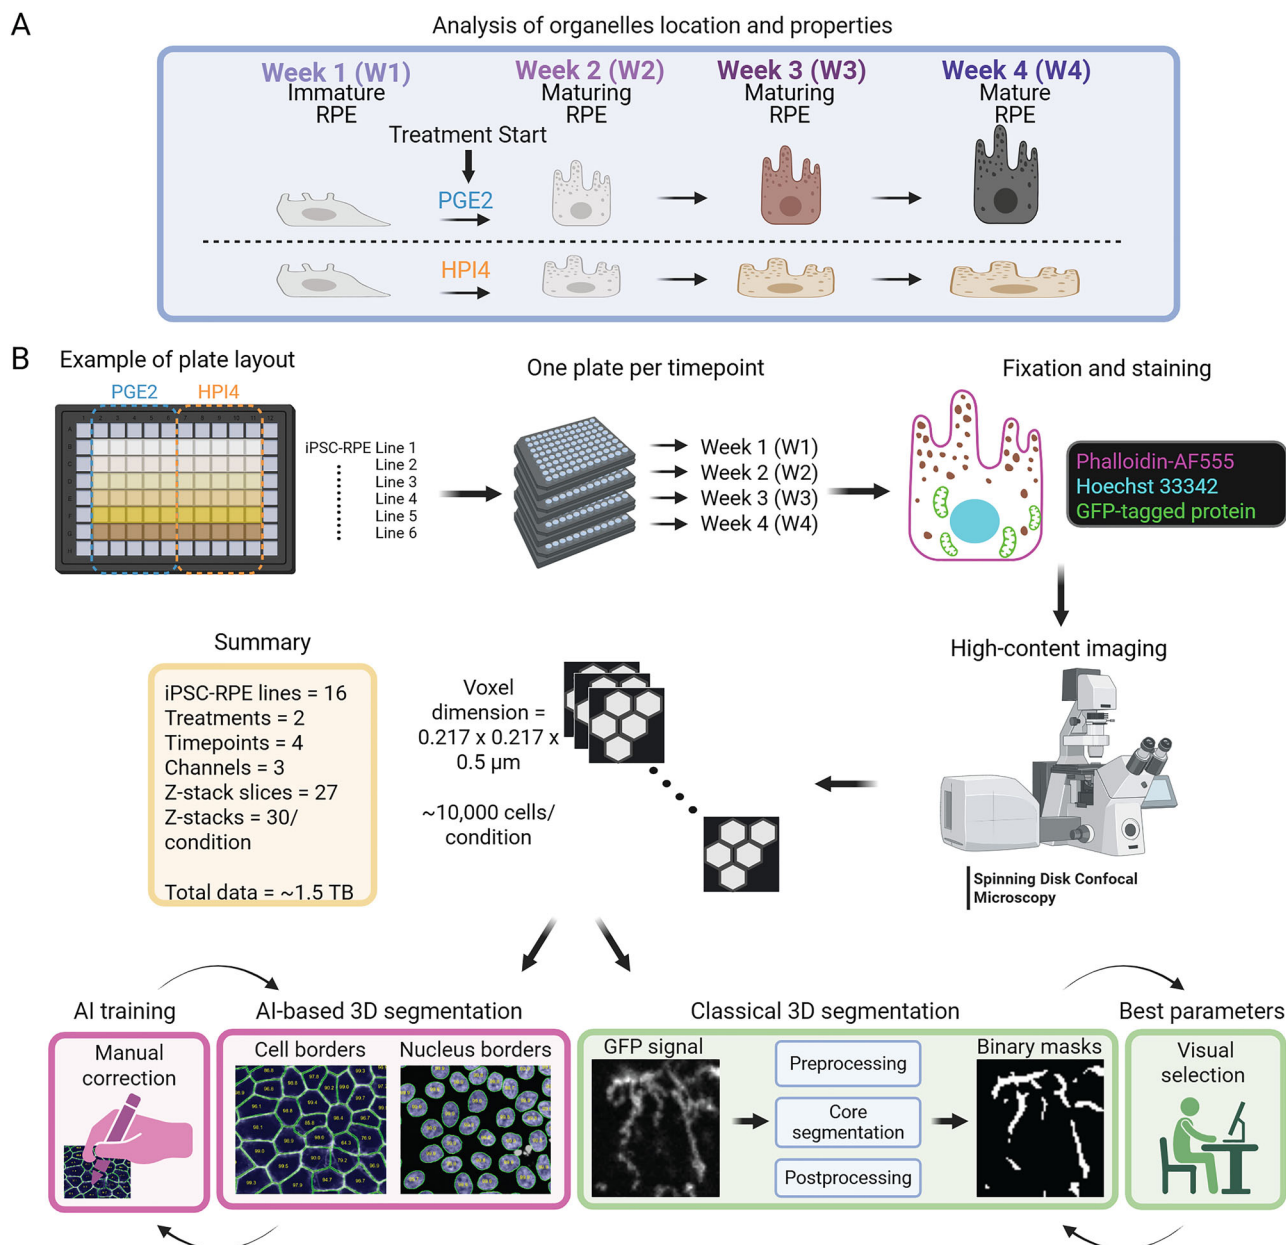 A
Analysis of organelles location and properties
Week 1 (W1)
Immature
RPE
Week 2 (W2)
Maturing
RPE
Week 3 (W3)
Maturing
RPE
Week 4 (W4)
Mature
RPE
Treatment Start
PGE2
HPI4
B
Example of plate layout
PGE2
HPI4
iPSC-RPE Line 1
Line 2
Line 3
Line 4
Line 5
Line 6
One plate per timepoint
Week 1 (W1)
Week 2 (W2)
Week 3 (W3)
Week 4 (W4)
Fixation and staining
Phalloidin-AF555
Hoechst 33342
GFP-tagged protein
High-content imaging
Spinning Disk Confocal
Microscopy
Voxel
dimension =
0.217 x 0.217 x
0.5 µm
~10,000 cells/
condition
Summary
iPSC-RPE lines = 16
Treatments = 2
Timepoints = 4
Channels = 3
Z-stack slices = 27
Z-stacks = 30/
condition
Total data = ~1.5 TB
AI training
Manual
correction
AI-based 3D segmentation
Cell borders
Nucleus borders
Classical 3D segmentation
GFP signal
Preprocessing
Core
segmentation
Postprocessing
Binary masks
Best parameters
Visual
selection